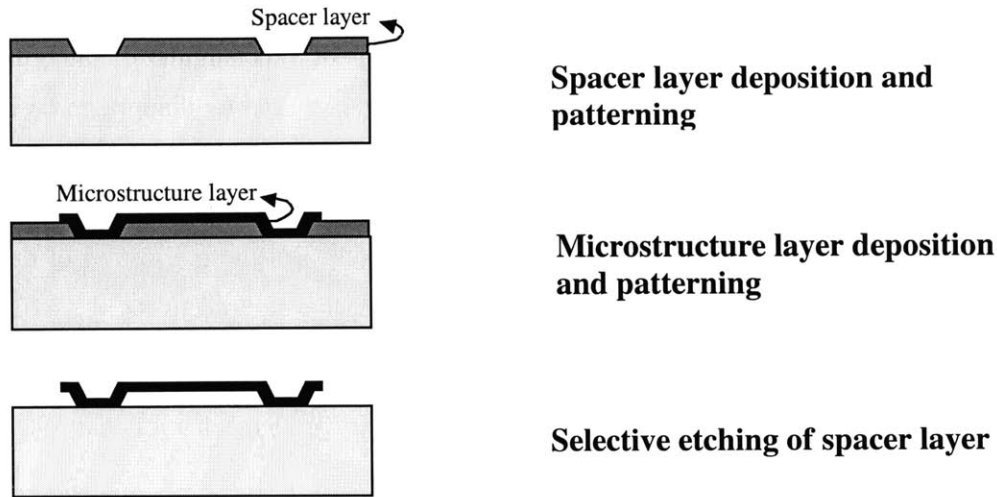 Spacer layer
Spacer layer deposition and
patterning
Microstructure layer
Microstructure layer deposition
and patterning
Selective etching of spacer layer